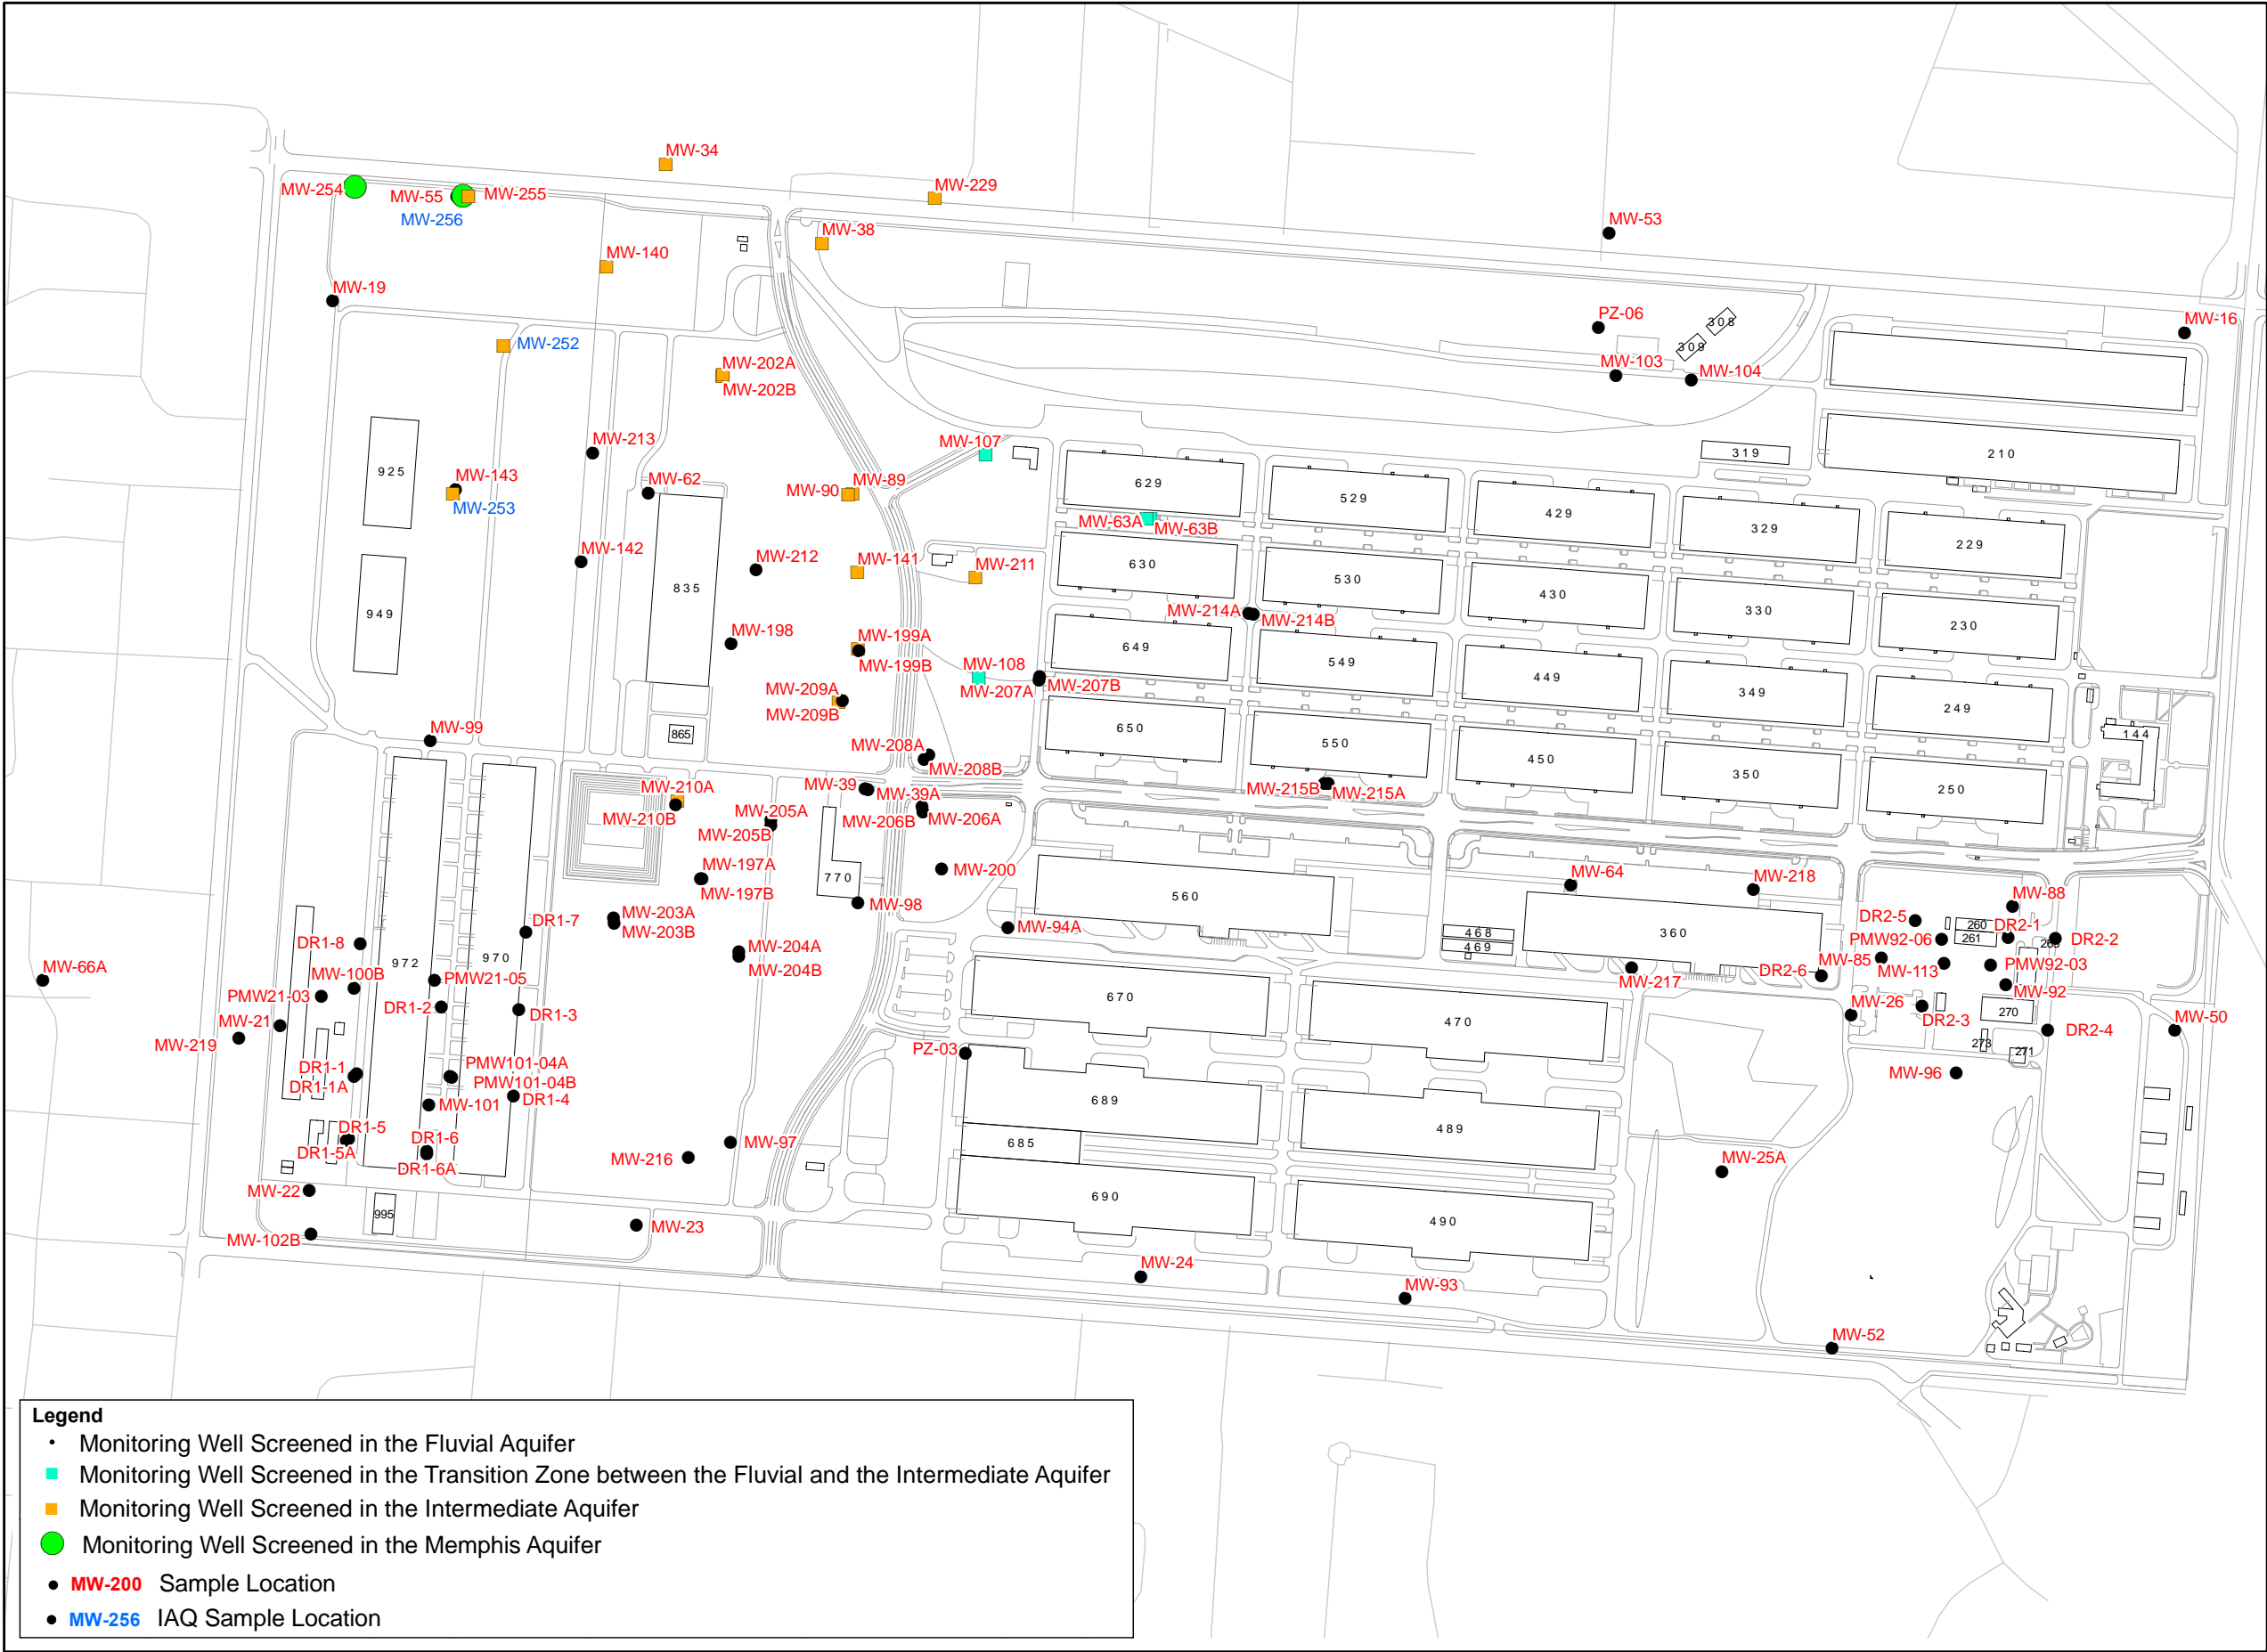 MW-34
MW-254
MW-55
MW-255
MW-256
MW-229
MW-53
MW-38
MW-140
MW-19
PZ-06
308
309
MW-16
MW-252
MW-202A
MW-202B
MW-103
MW-104
MW-213
MW-107
319
210
925
MW-143
MW-253
MW-62
MW-90
MW-89
629
529
429
329
229
MW-63A
MW-63B
MW-142
MW-212
MW-141
MW-211
630
530
430
330
230
835
949
MW-214A
MW-214B
MW-198
MW-199A
MW-199B
649
549
449
349
249
MW-108
MW-207A
MW-207B
MW-209A
MW-209B
MW-99
865
650
550
450
350
250
144
MW-208A
MW-208B
MW-210A
MW-210B
MW-39
MW-39A
MW-215B
MW-215A
MW-205A
MW-205B
MW-206B
MW-206A
MW-197A
MW-197B
770
MW-200
560
MW-64
MW-218
MW-88
MW-98
MW-203A
MW-203B
DR1-7
DR1-8
MW-94A
468
469
360
DR2-5
260
261
DR2-1
265
DR2-2
PMW92-06
MW-204A
MW-204B
972
970
MW-66A
MW-100B
PMW21-05
PMW21-03
DR1-2
DR1-3
MW-21
MW-219
670
470
MW-217
DR2-6
MW-85
MW-113
PMW92-03
MW-92
MW-26
DR2-3
270
DR2-4
MW-50
273
271
PZ-03
MW-96
DR1-1
DR1-1A
PMW101-04A
PMW101-04B
DR1-4
MW-101
689
489
685
DR1-5
DR1-5A
DR1-6
DR1-6A
MW-97
MW-216
MW-25A
MW-22
690
490
995
MW-23
MW-102B
MW-24
MW-93
MW-52
Legend
Monitoring Well Screened in the Fluvial Aquifer
Monitoring Well Screened in the Transition Zone between the Fluvial and the Intermediate Aquifer
Monitoring Well Screened in the Intermediate Aquifer
Monitoring Well Screened in the Memphis Aquifer
MW-200 Sample Location
MW-256 IAQ Sample Location